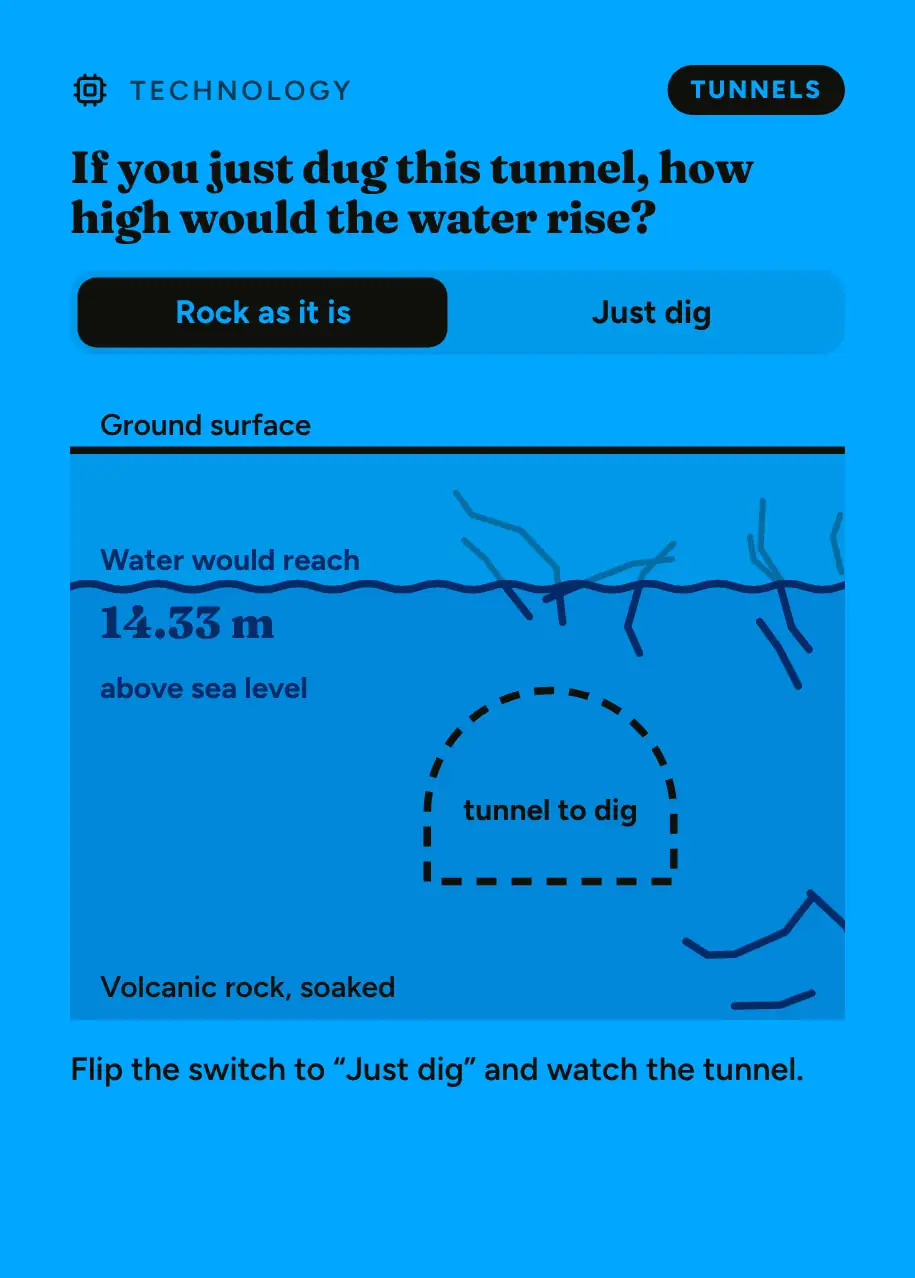 TECHNOLOGY
TUNNELS
If you just dug this tunnel, how
high would the water rise?
Rock as it is
Just dig
Ground surface
Water would reach
14.33 m
above sea level
tunnel to dig
Volcanic rock, soaked
Flip the switch to “Just dig” and watch the tunnel.